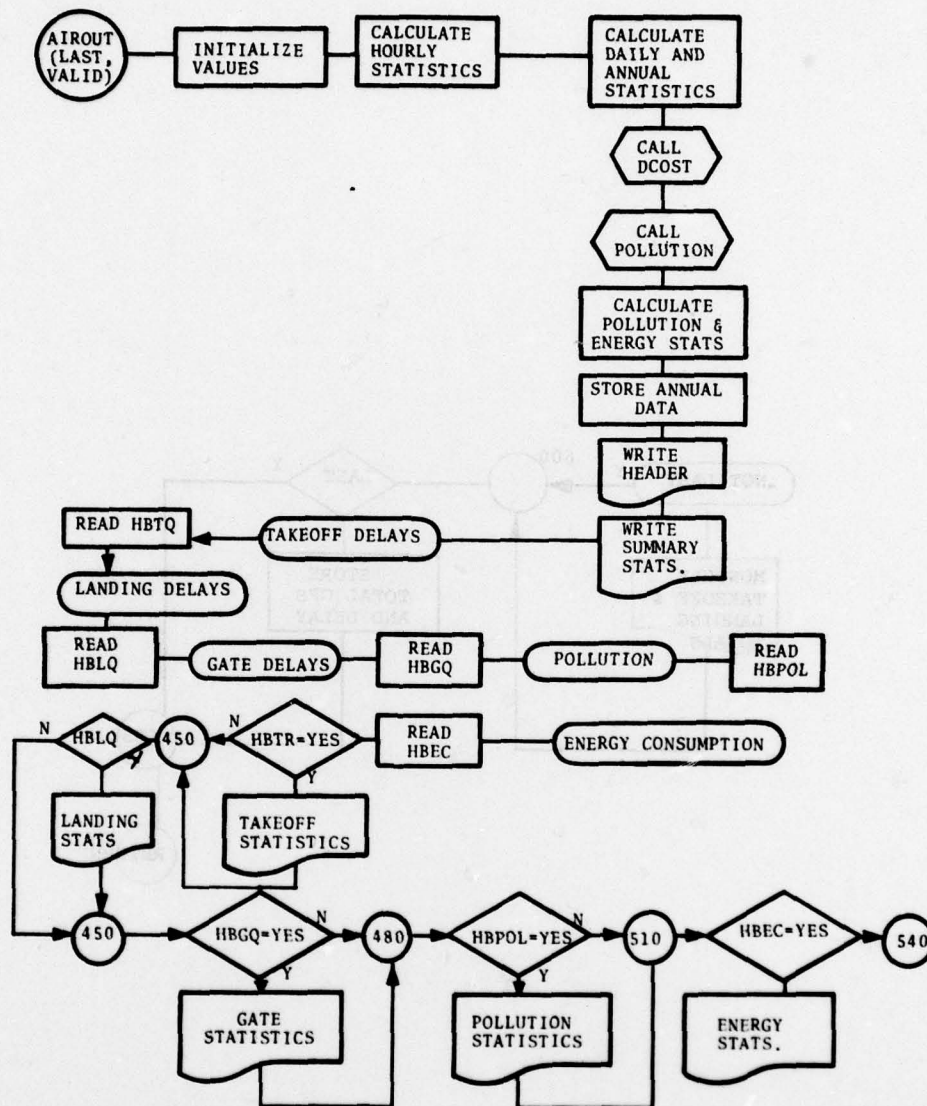 AIROUT
(LAST,
VALID)
INITIALIZE
VALUES
CALCULATE
HOURLY
STATISTICS
CALCULATE
DAILY AND
ANNUAL
STATISTICS
CALL
DCOST
CALL
POLLUTION
CALCULATE
POLLUTION &
ENERGY STATS
STORE ANNUAL
DATA
WRITE
HEADER
WRITE
SUMMARY
STATS.
TAKEOFF DELAYS
READ HBTQ
LANDING DELAYS
READ
HBLQ
GATE DELAYS
READ
HBGQ
POLLUTION
READ
HBPOL
ENERGY CONSUMPTION
READ
HBEC
HBTR=YES
N
Y
TAKEOFF
STATISTICS
450
HBLQ
N
LANDING
STATS
450
HBGQ=YES
N
Y
GATE
STATISTICS
480
HBPOL=YES
N
Y
POLLUTION
STATISTICS
510
HBEC=YES
ENERGY
STATS.
540